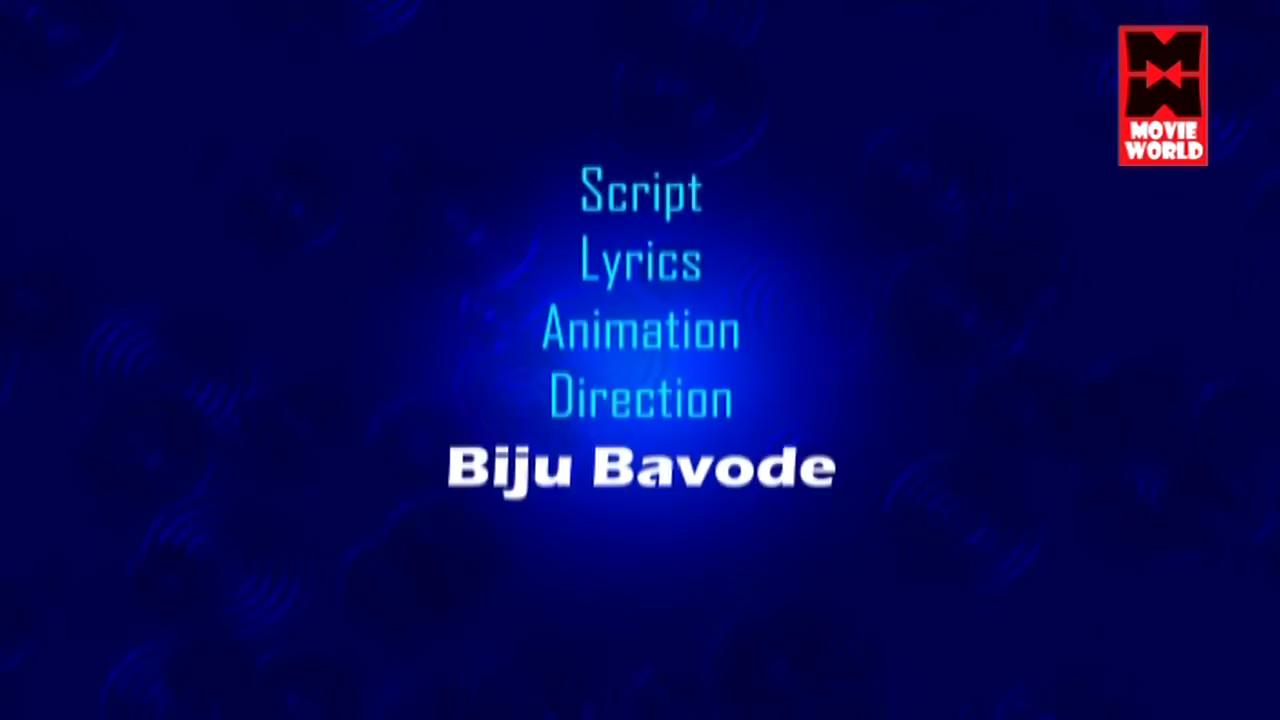 MOVIE
WORLD
Script
Lyrics
Animation
Direction
Biju Bavode